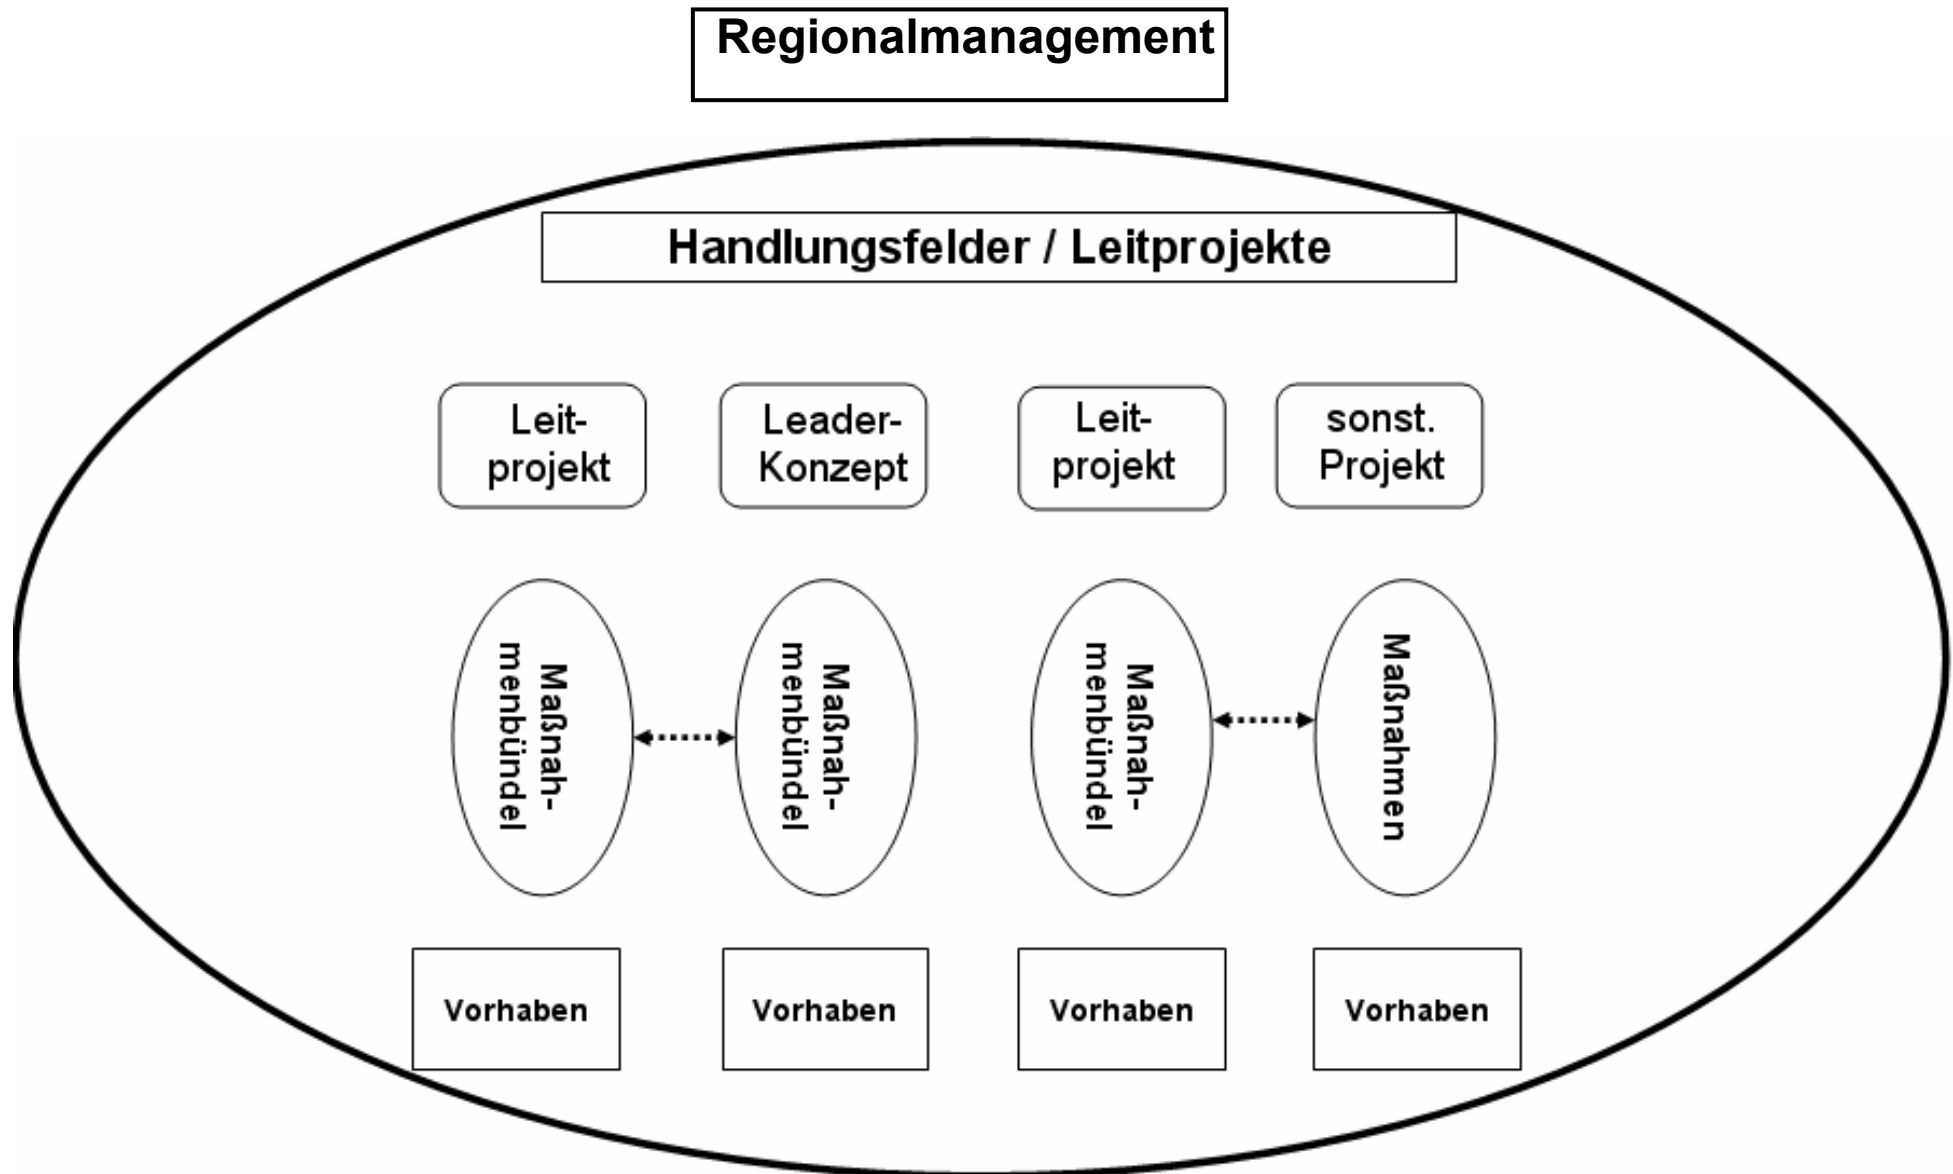 Regionalmanagement
Handlungsfelder / Leitprojekte
Leit-
projekt
Leader-
Konzept
Leit-
projekt
sonst.
Projekt
Maßnah-
menbündel
Maßnah-
menbündel
Maßnah-
menbündel
Maßnahmen
Vorhaben
Vorhaben
Vorhaben
Vorhaben